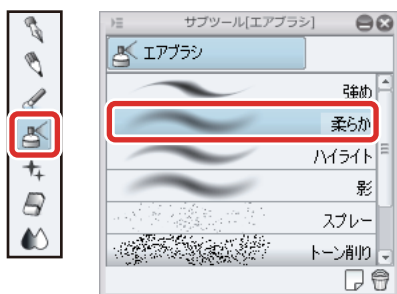 サブツール[エアブラシ]
エアブラシ
強め
柔らか
ハイライト
影
スプレー
トーン削り